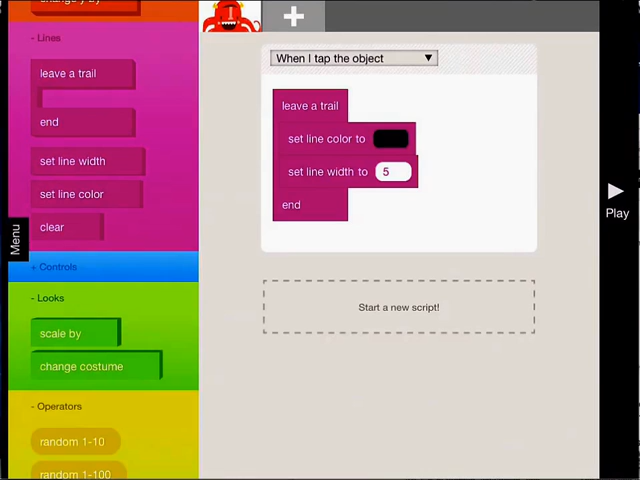 change y by
- Lines
leave a trail
end
set line width
set line color
clear
Menu
+ Controls
- Looks
scale by
change costume
- Operators
random 1-10
random 1-100
When I tap the object
leave a trail
set line color to
set line width to 5
end
Start a new script!
Play